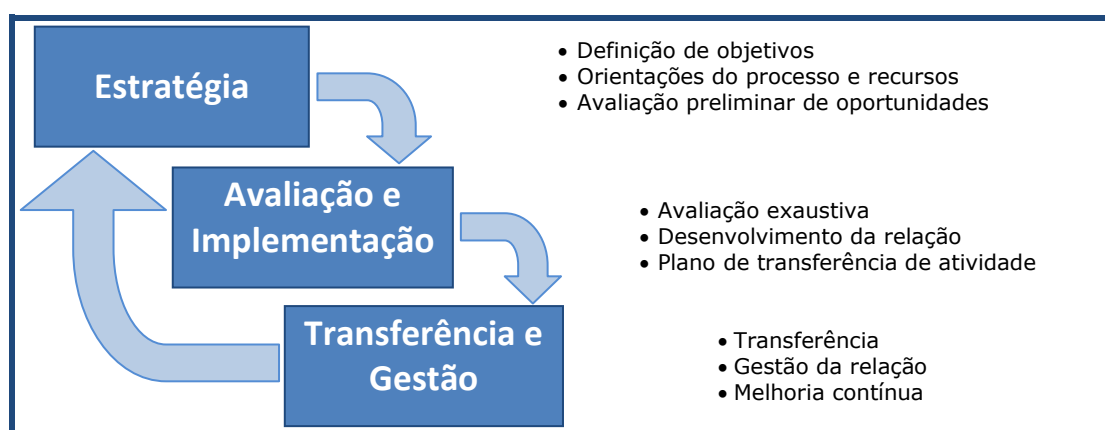 Estratégia
• Definição de objetivos
• Orientações do processo e recursos
• Avaliação preliminar de oportunidades
Avaliação e
Implementação
• Avaliação exaustiva
• Desenvolvimento da relação
• Plano de transferência de atividade
Transferência e
Gestão
• Transferência
• Gestão da relação
• Melhoria contínua